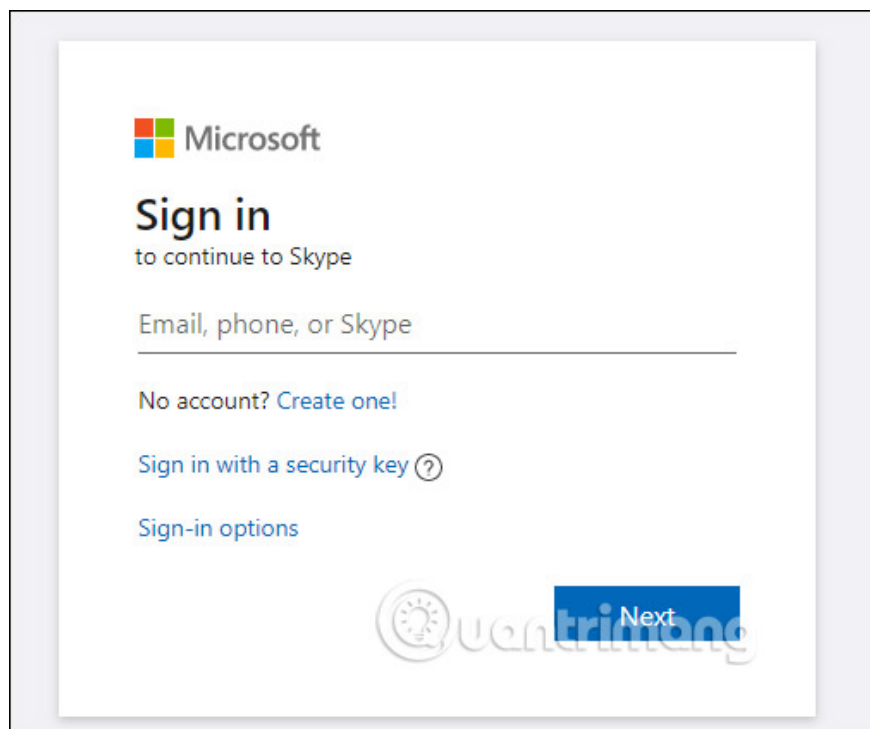 Microsoft
Sign in
to continue to Skype
Email, phone, or Skype
No account? Create one!
Sign in with a security key
Sign-in options
Next
Quantrimang